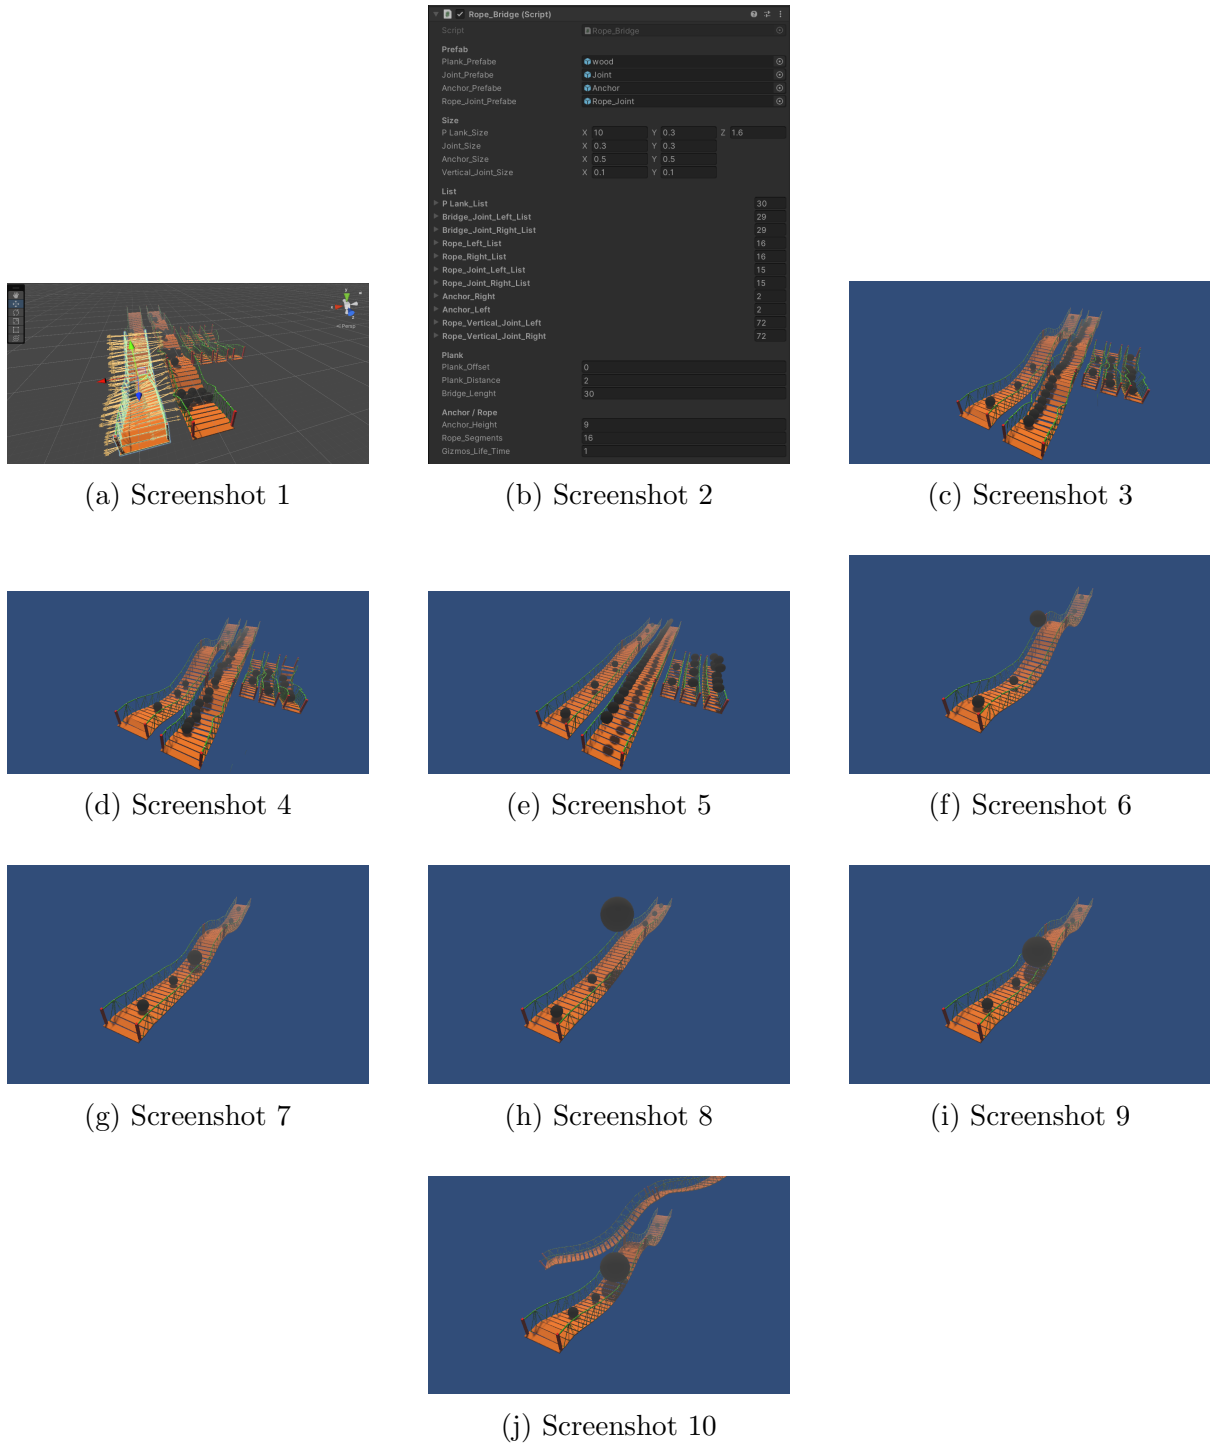 Rope_Bridge (Script)
Script Rope_Bridge
Prefab
Plank_Prefabe wood
Joint_Prefabe Joint
Anchor_Prefabe Anchor
Rope_Joint_Prefabe Rope_Joint
Size
P Lank_Size X 10 Y 0.3 Z 1.6
Joint_Size X 0.3 Y 0.3
Anchor_Size X 0.5 Y 0.5
Vertical_Joint_Size X 0.1 Y 0.1
List
P Lank_List 30
Bridge_Joint_Left_List 29
Bridge_Joint_Right_List 29
Rope_Left_List 16
Rope_Right_List 16
Rope_Joint_Left_List 15
Rope_Joint_Right_List 15
Anchor_Right 2
Anchor_Left 2
Rope_Vertical_Joint_Left 72
Rope_Vertical_Joint_Right 72
Plank
Plank_Offset 0
Plank_Distance 2
Bridge_Lenght 30
Anchor / Rope
Anchor_Height 9
Rope_Segments 16
Gizmos_Life_Time 1
Persp
(a) Screenshot 1
(b) Screenshot 2
(c) Screenshot 3
(d) Screenshot 4
(e) Screenshot 5
(f) Screenshot 6
(g) Screenshot 7
(h) Screenshot 8
(i) Screenshot 9
(j) Screenshot 10